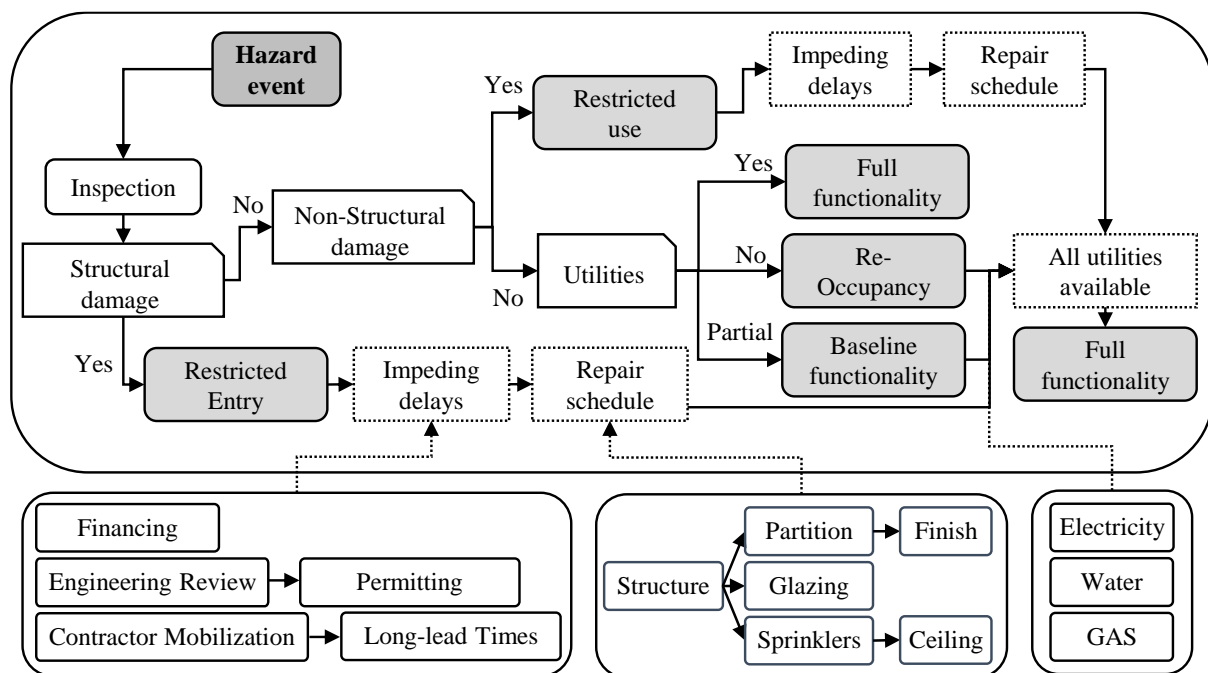 Hazard
event
Yes
Restricted
use
Impeding
delays
Repair
schedule
Inspection
No
Non-Structural
damage
Yes
Full
functionality
Structural
damage
No
Utilities
No
Re-
Occupancy
All utilities
available
Yes
Restricted
Entry
Impeding
delays
Repair
schedule
Partial
Baseline
functionality
Full
functionality
Financing
Engineering Review
Permitting
Contractor Mobilization
Long-lead Times
Structure
Partition
Finish
Glazing
Sprinklers
Ceiling
Electricity
Water
GAS